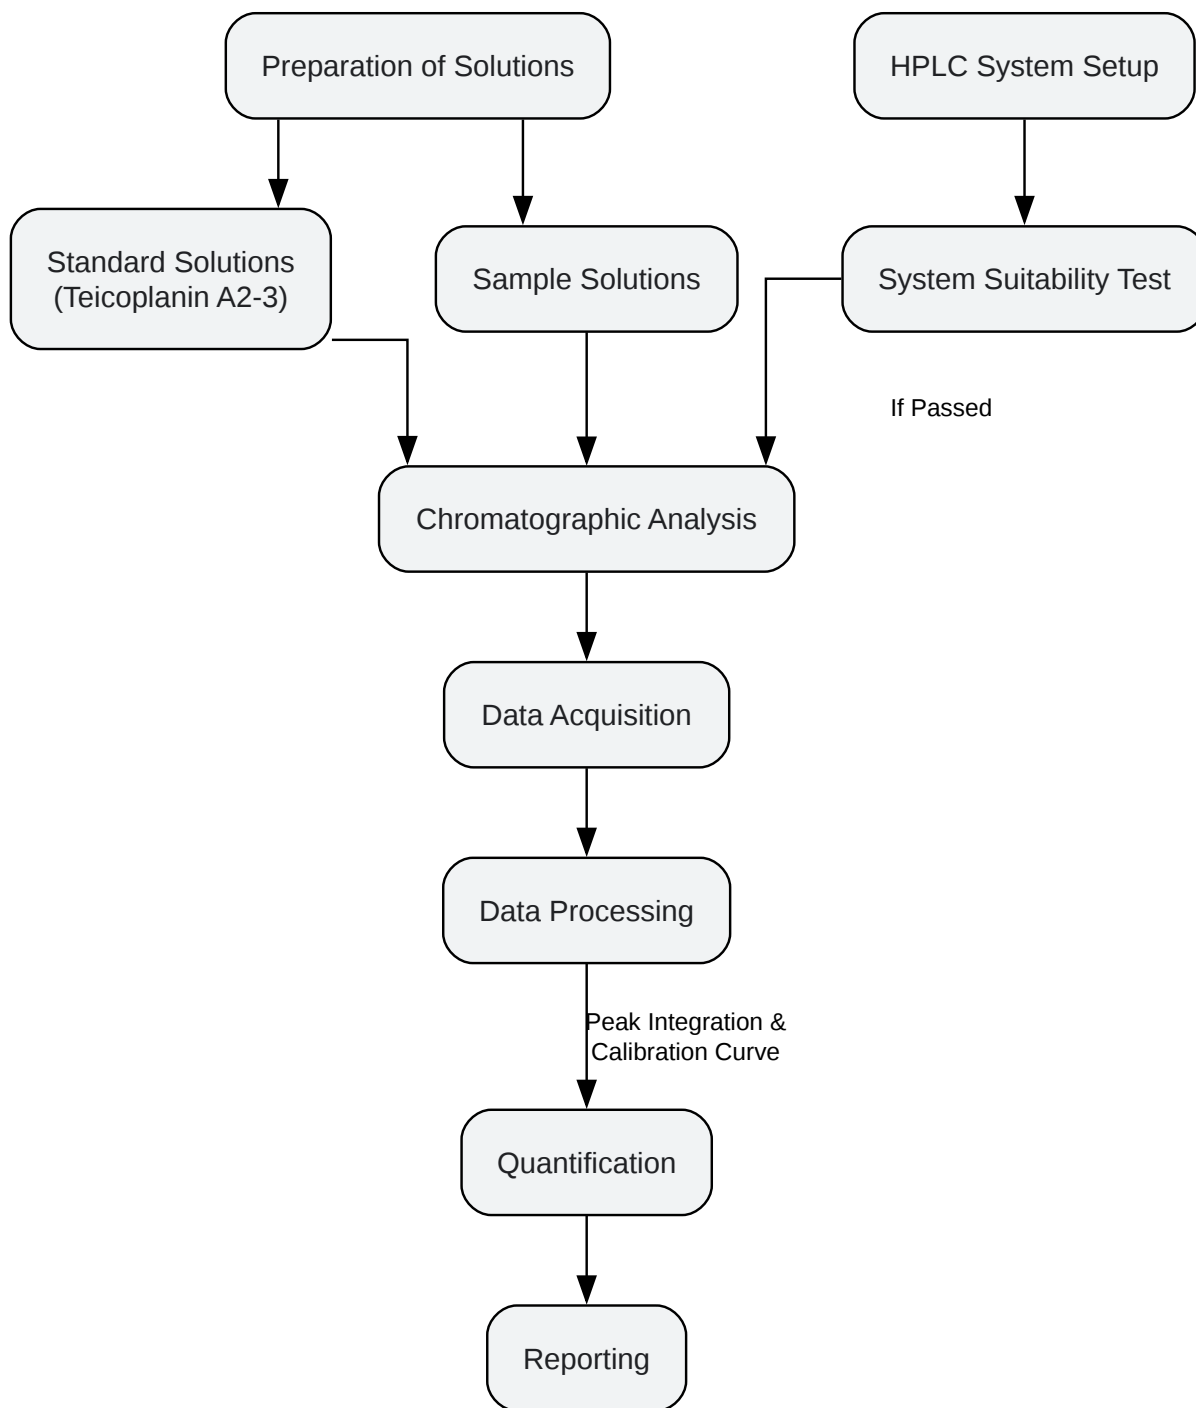 Preparation of Solutions
HPLC System Setup
Standard Solutions
(Teicoplanin A2-3)
Sample Solutions
System Suitability Test
If Passed
Chromatographic Analysis
Data Acquisition
Data Processing
Peak Integration &
Calibration Curve
Quantification
Reporting